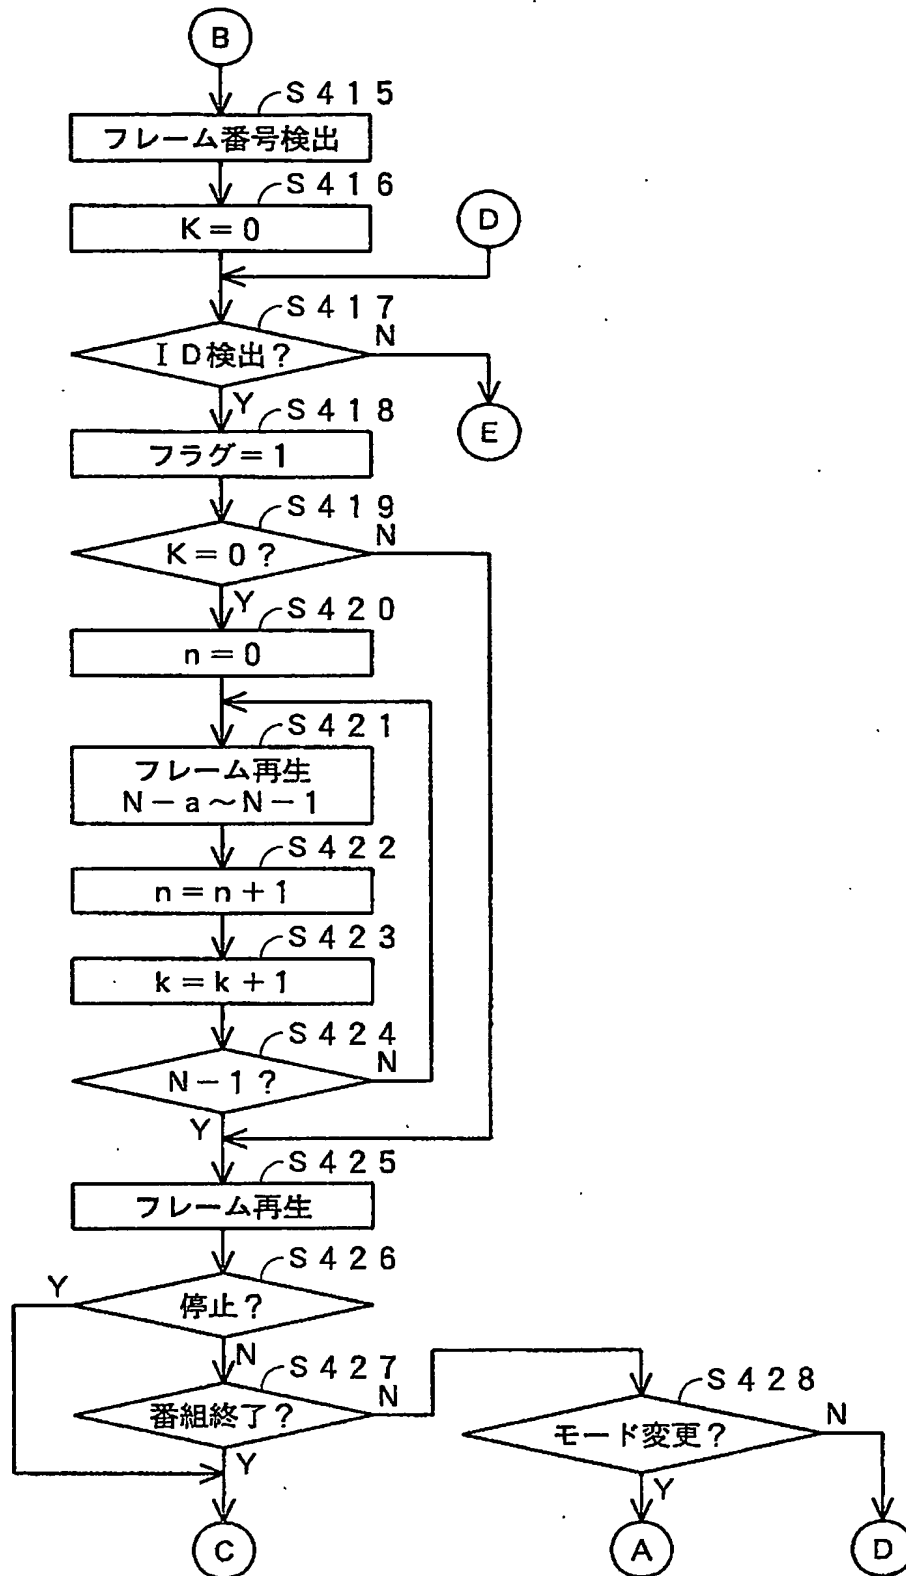 B
S415
フレーム番号検出
S416
K=0
D
S417
ID検出?
N
Y
E
S418
フラグ=1
S419
K=0?
N
Y
S420
n=0
S421
フレーム再生
N-a~N-1
S422
n=n+1
S423
k=k+1
S424
N-1?
N
Y
S425
フレーム再生
S426
Y
停止?
N
S427
番組終了?
N
Y
S428
モード変更?
N
Y
C
A
D